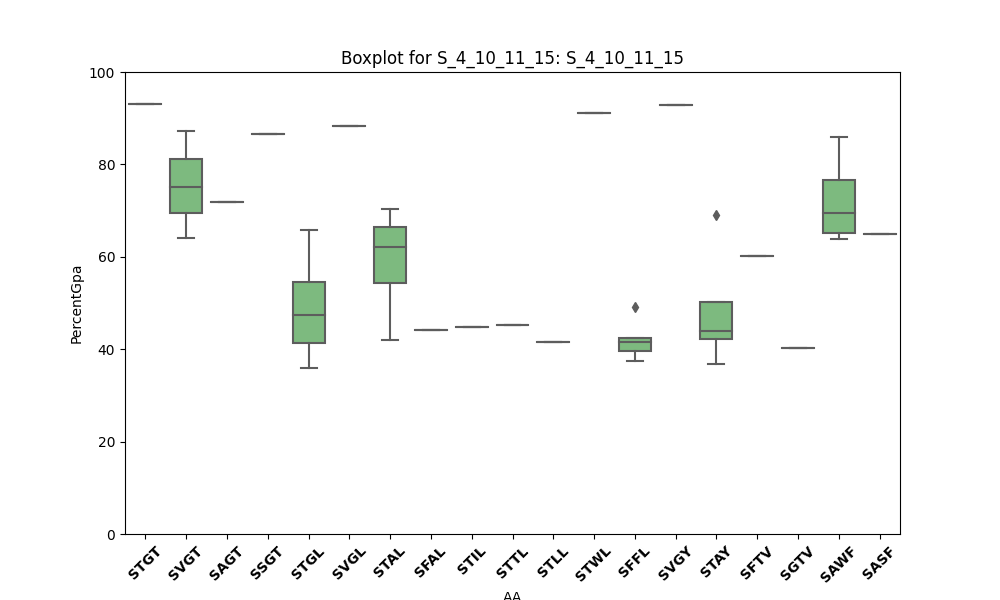 Boxplot for S_4_10_11_15: S_4_10_11_15
100
80
60
40
20
0
PercentGpa
STGT SVGT SAGT SSGT STGL SVGL STAL SFAL STIL STTL STLL STWL SFFL SVGY STAY SFTV SGTV SAWF SASF
AA